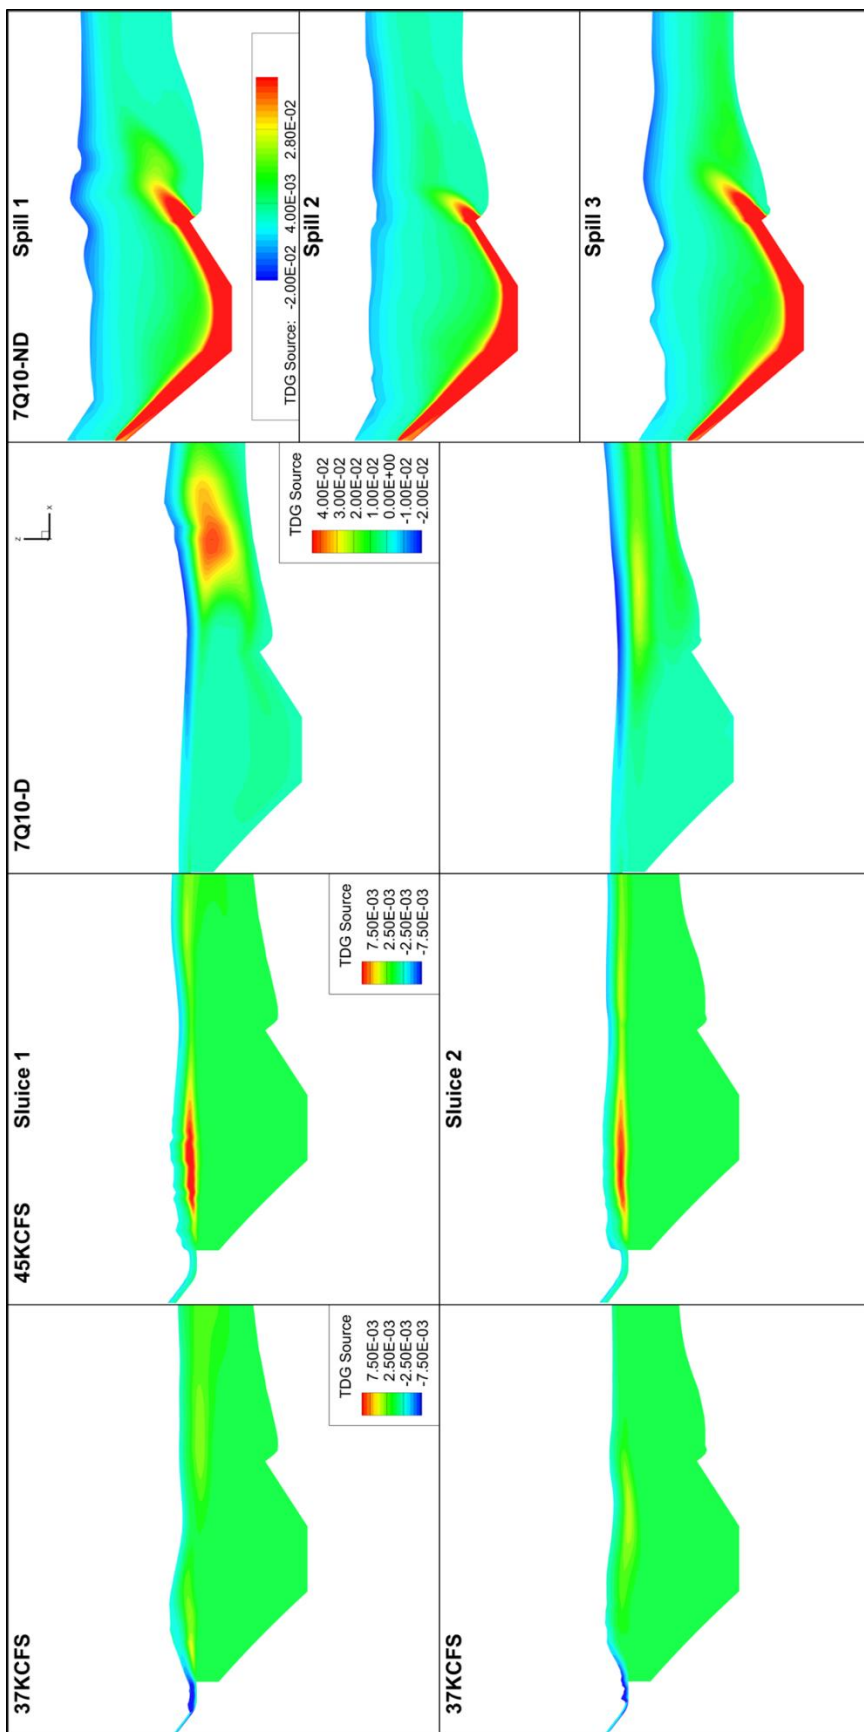 37KCFS
TDG Source
7.50E-03
2.50E-03
-2.50E-03
-7.50E-03
37KCFS
45KCFS
Sluice 1
TDG Source
7.50E-03
2.50E-03
-2.50E-03
-7.50E-03
Sluice 2
7Q10-D
z
x
TDG Source
4.00E-02
3.00E-02
2.00E-02
1.00E-02
0.00E+00
-1.00E-02
-2.00E-02
7Q10-ND
Spill 1
TDG Source: -2.00E-02 4.00E-03 2.80E-02
Spill 2
Spill 3